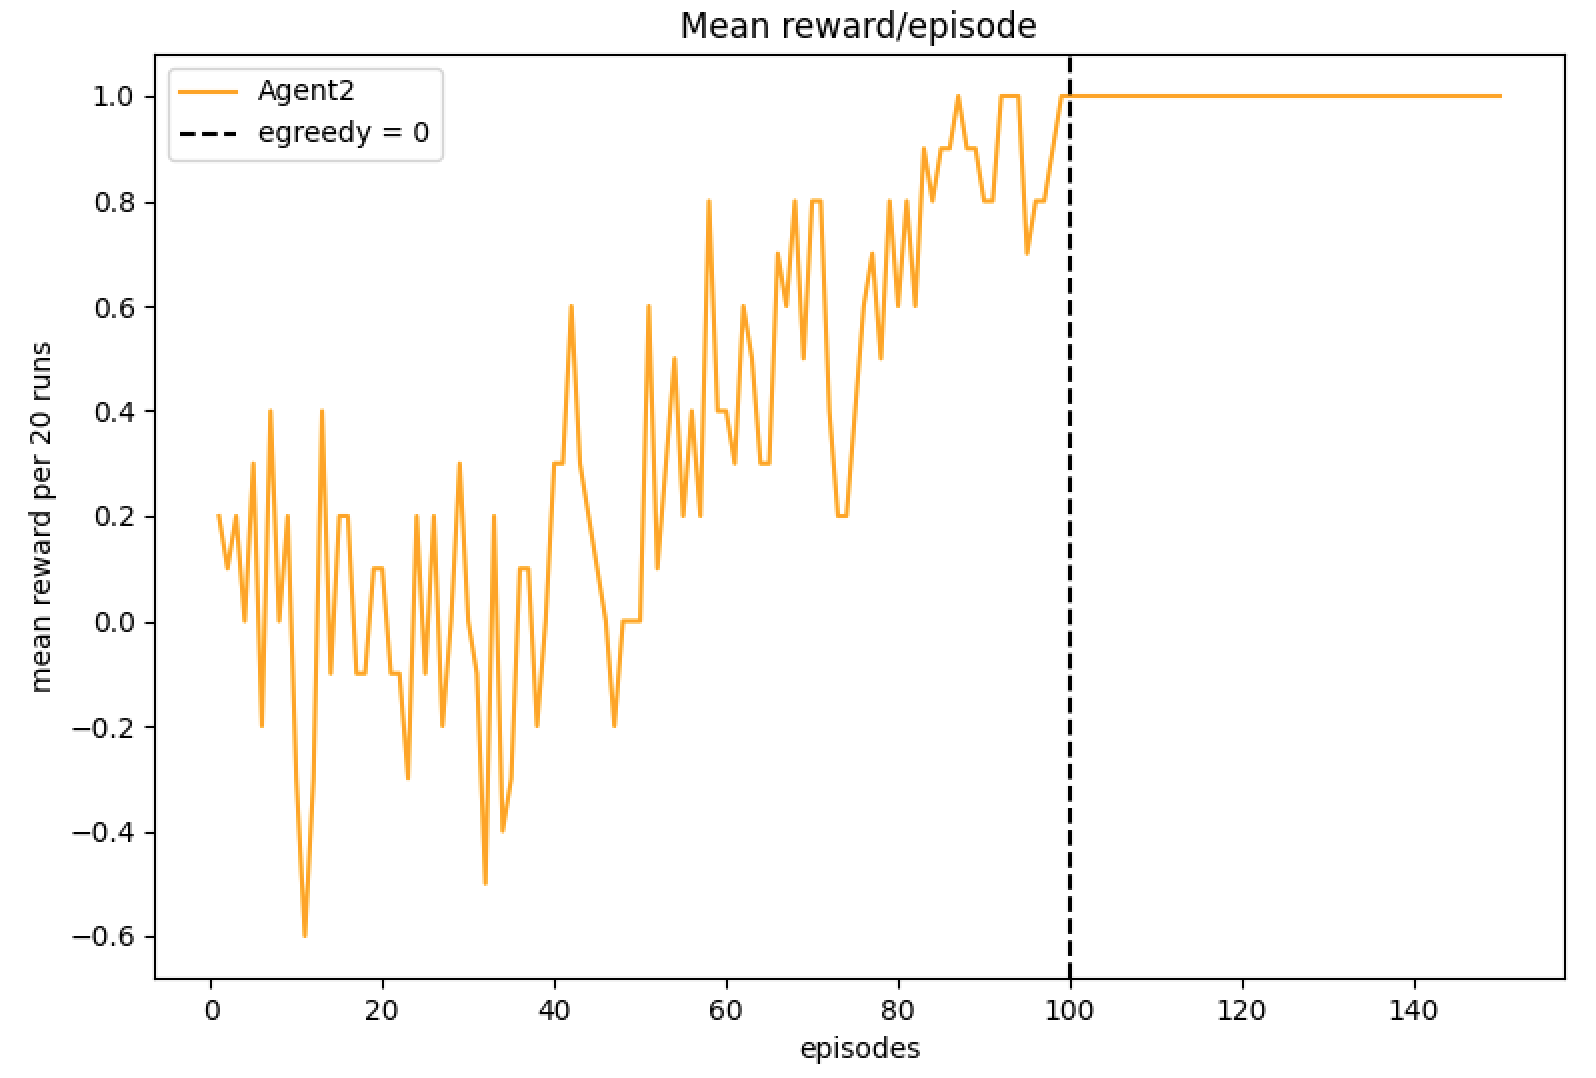 Mean reward/episode
Agent2
egreedy = 0
mean reward per 20 runs
1.0
0.8
0.6
0.4
0.2
0.0
−0.2
−0.4
−0.6
0 20 40 60 80 100 120 140
episodes